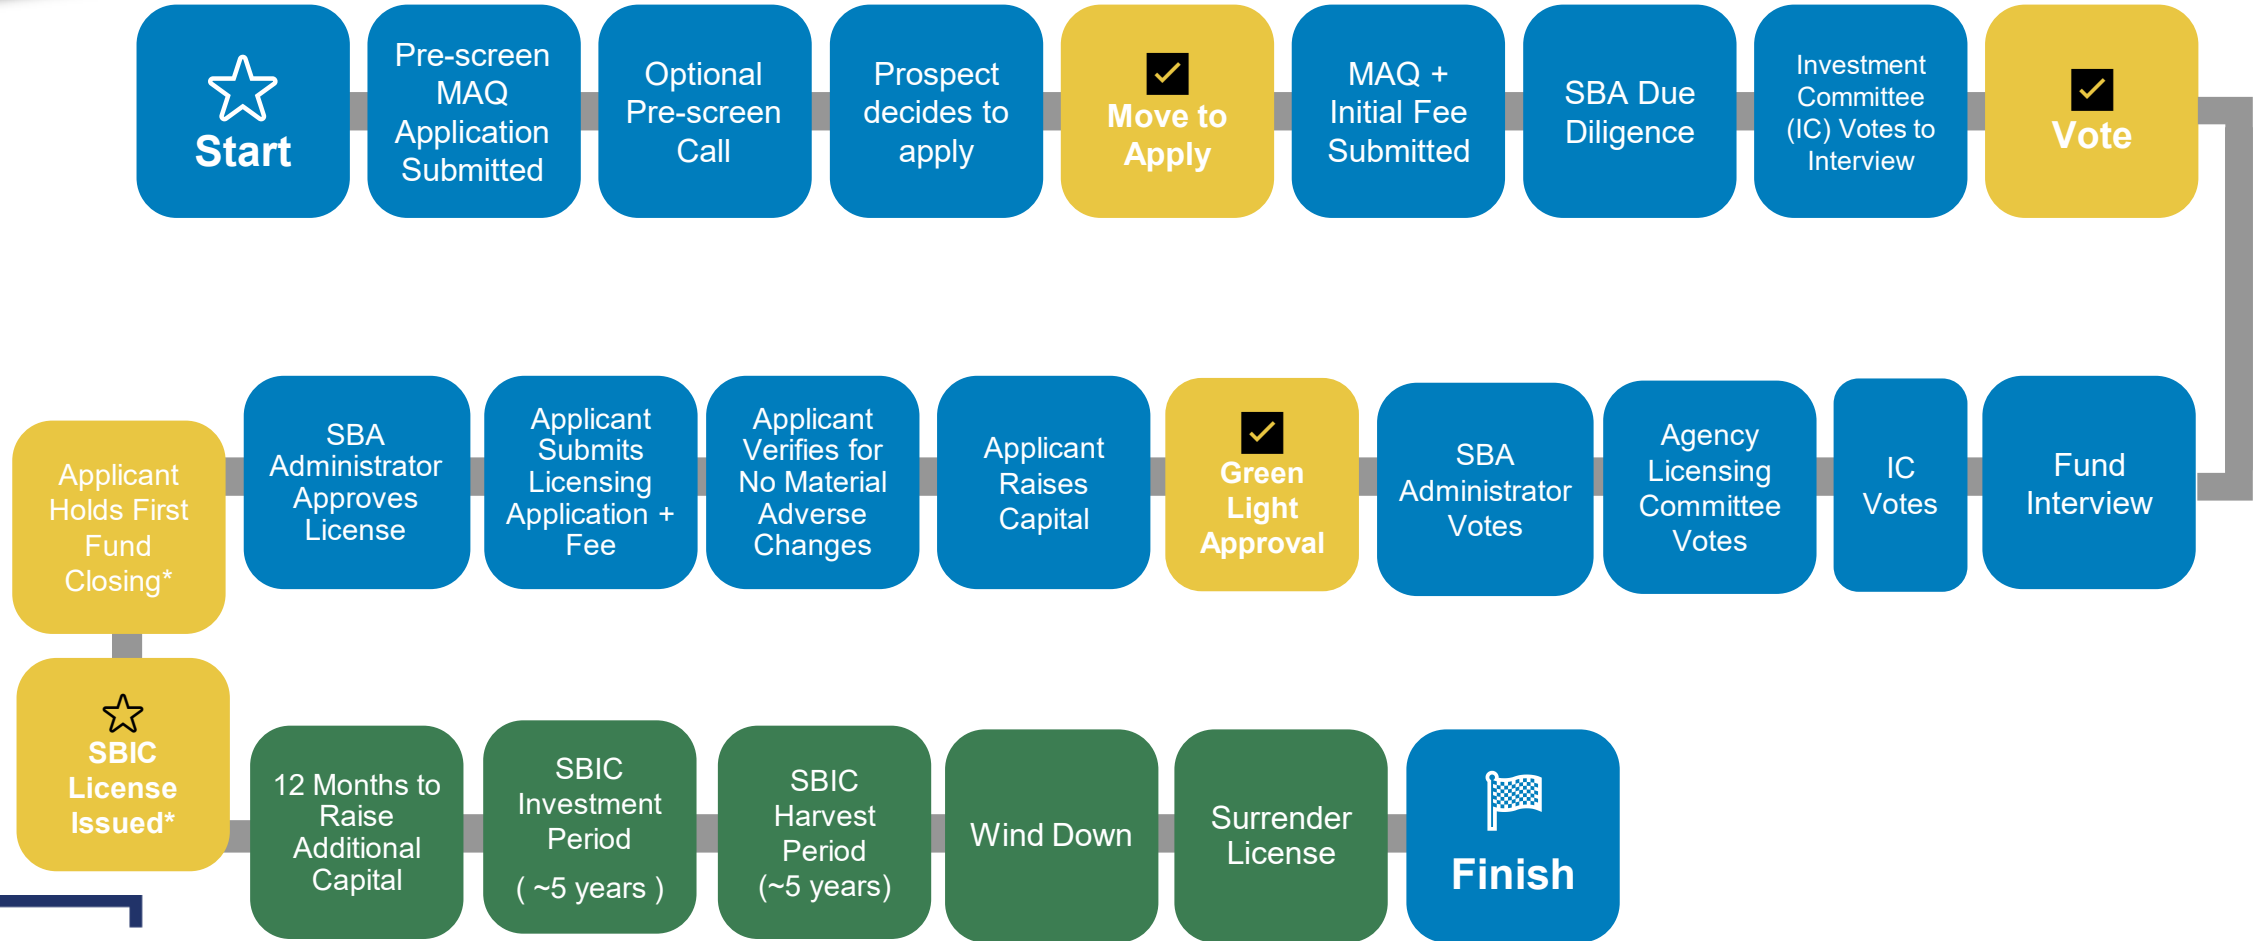 Start
Pre-screen
MAQ
Application
Submitted
Optional
Pre-screen
Call
Prospect
decides to
apply
Move to
Apply
MAQ +
Initial Fee
Submitted
SBA Due
Diligence
Investment
Committee
(IC) Votes to
Interview
Vote
Fund
Interview
IC
Votes
Agency
Licensing
Committee
Votes
SBA
Administrator
Votes
Green
Light
Approval
Applicant
Raises
Capital
Applicant
Verifies for
No Material
Adverse
Changes
Applicant
Submits
Licensing
Application +
Fee
SBA
Administrator
Approves
License
Applicant
Holds First
Fund
Closing*
SBIC
License
Issued*
12 Months to
Raise
Additional
Capital
SBIC
Investment
Period
( ~5 years )
SBIC
Harvest
Period
(~5 years)
Wind Down
Surrender
License
Finish